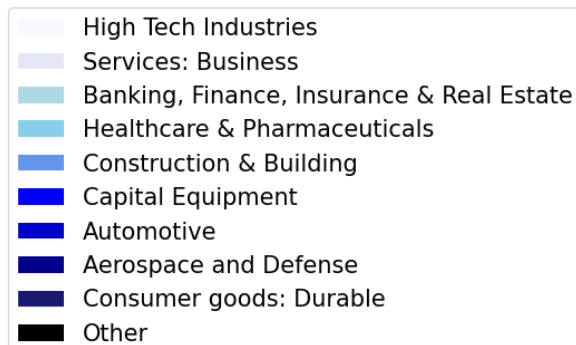 High Tech Industries
Services: Business
Banking, Finance, Insurance & Real Estate
Healthcare & Pharmaceuticals
Construction & Building
Capital Equipment
Automotive
Aerospace and Defense
Consumer goods: Durable
Other